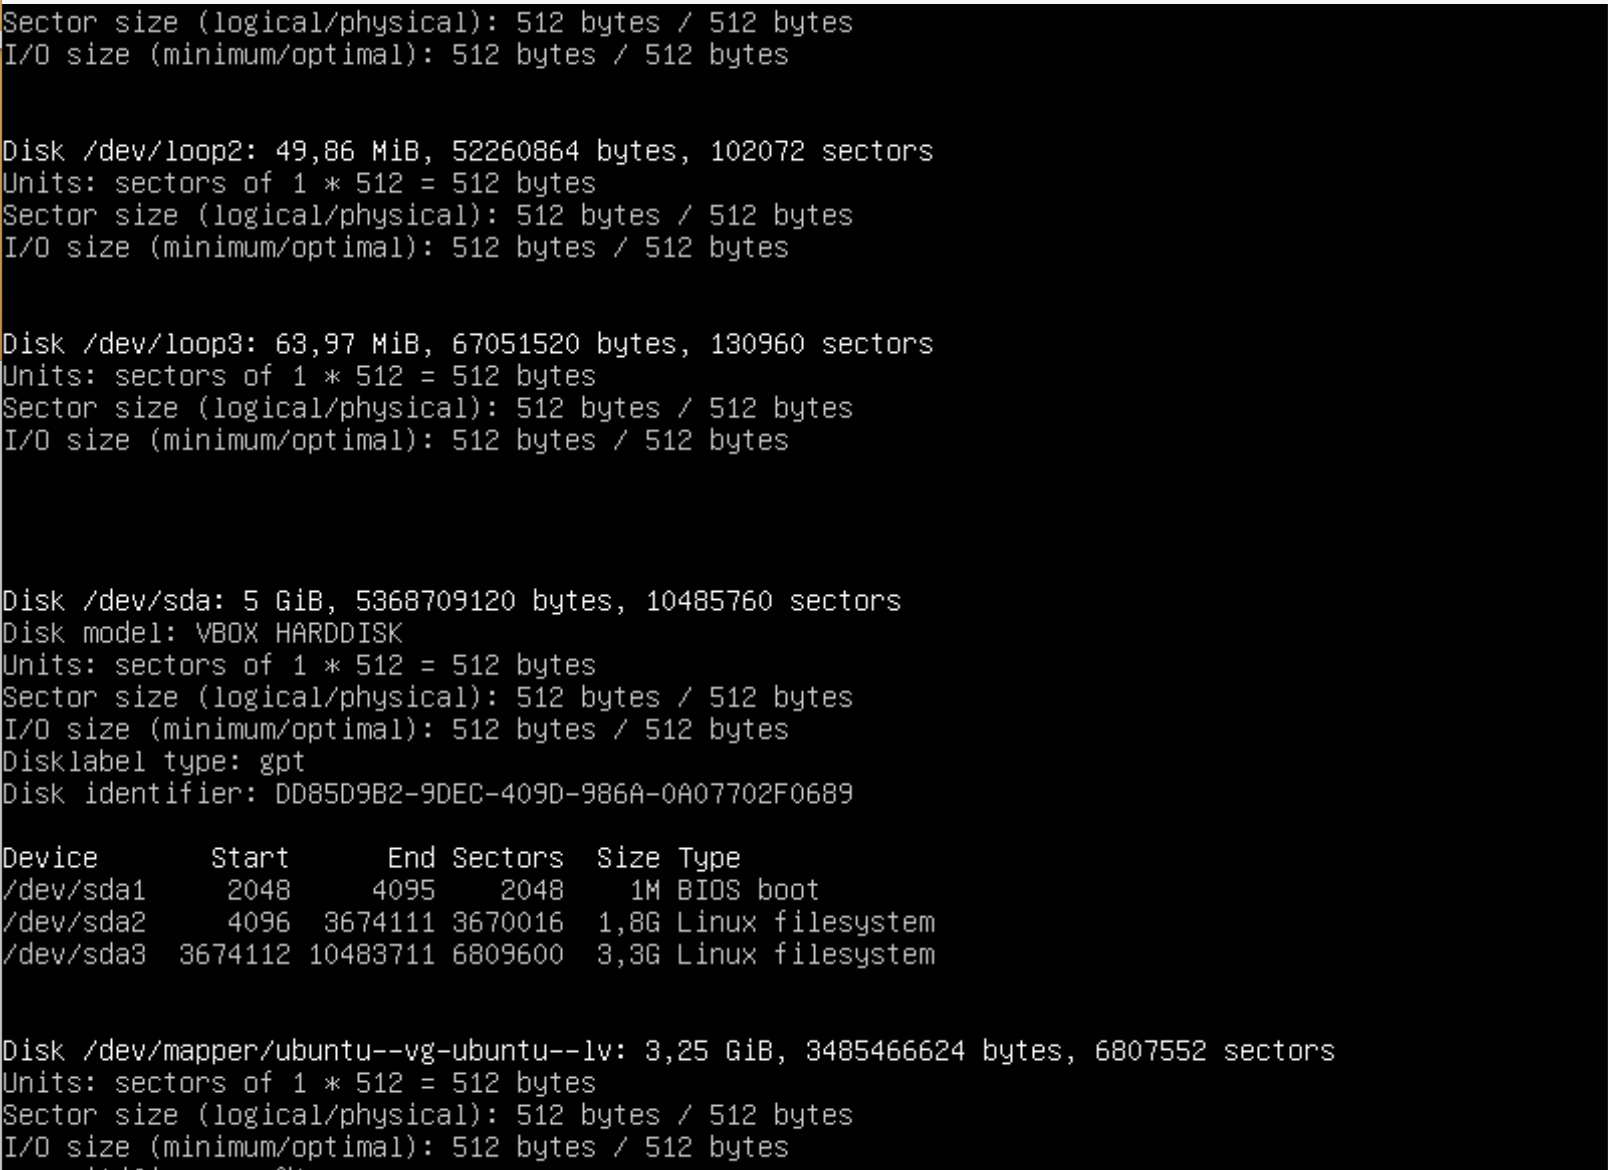 Sector size (logical/physical): 512 bytes / 512 bytes
I/O size (minimum/optimal): 512 bytes / 512 bytes
Disk /dev/loop2: 49,86 MiB, 52260864 bytes, 102072 sectors
Units: sectors of 1 * 512 = 512 bytes
Sector size (logical/physical): 512 bytes / 512 bytes
I/O size (minimum/optimal): 512 bytes / 512 bytes
Disk /dev/loop3: 63,97 MiB, 67051520 bytes, 130960 sectors
Units: sectors of 1 * 512 = 512 bytes
Sector size (logical/physical): 512 bytes / 512 bytes
I/O size (minimum/optimal): 512 bytes / 512 bytes
Disk /dev/sda: 5 GiB, 5368709120 bytes, 10485760 sectors
Disk model: VBOX HARDDISK
Units: sectors of 1 * 512 = 512 bytes
Sector size (logical/physical): 512 bytes / 512 bytes
I/O size (minimum/optimal): 512 bytes / 512 bytes
Disklabel type: gpt
Disk identifier: DD85D9B2-9DEC-409D-986A-0A07702F0689
Device Start End Sectors Size Type
/dev/sda1 2048 4095 2048 1M BIOS boot
/dev/sda2 4096 3674111 3670016 1,8G Linux filesystem
/dev/sda3 3674112 10483711 6809600 3,3G Linux filesystem
Disk /dev/mapper/ubuntu--vg-ubuntu--lv: 3,25 GiB, 3485466624 bytes, 6807552 sectors
Units: sectors of 1 * 512 = 512 bytes
Sector size (logical/physical): 512 bytes / 512 bytes
I/O size (minimum/optimal): 512 bytes / 512 bytes